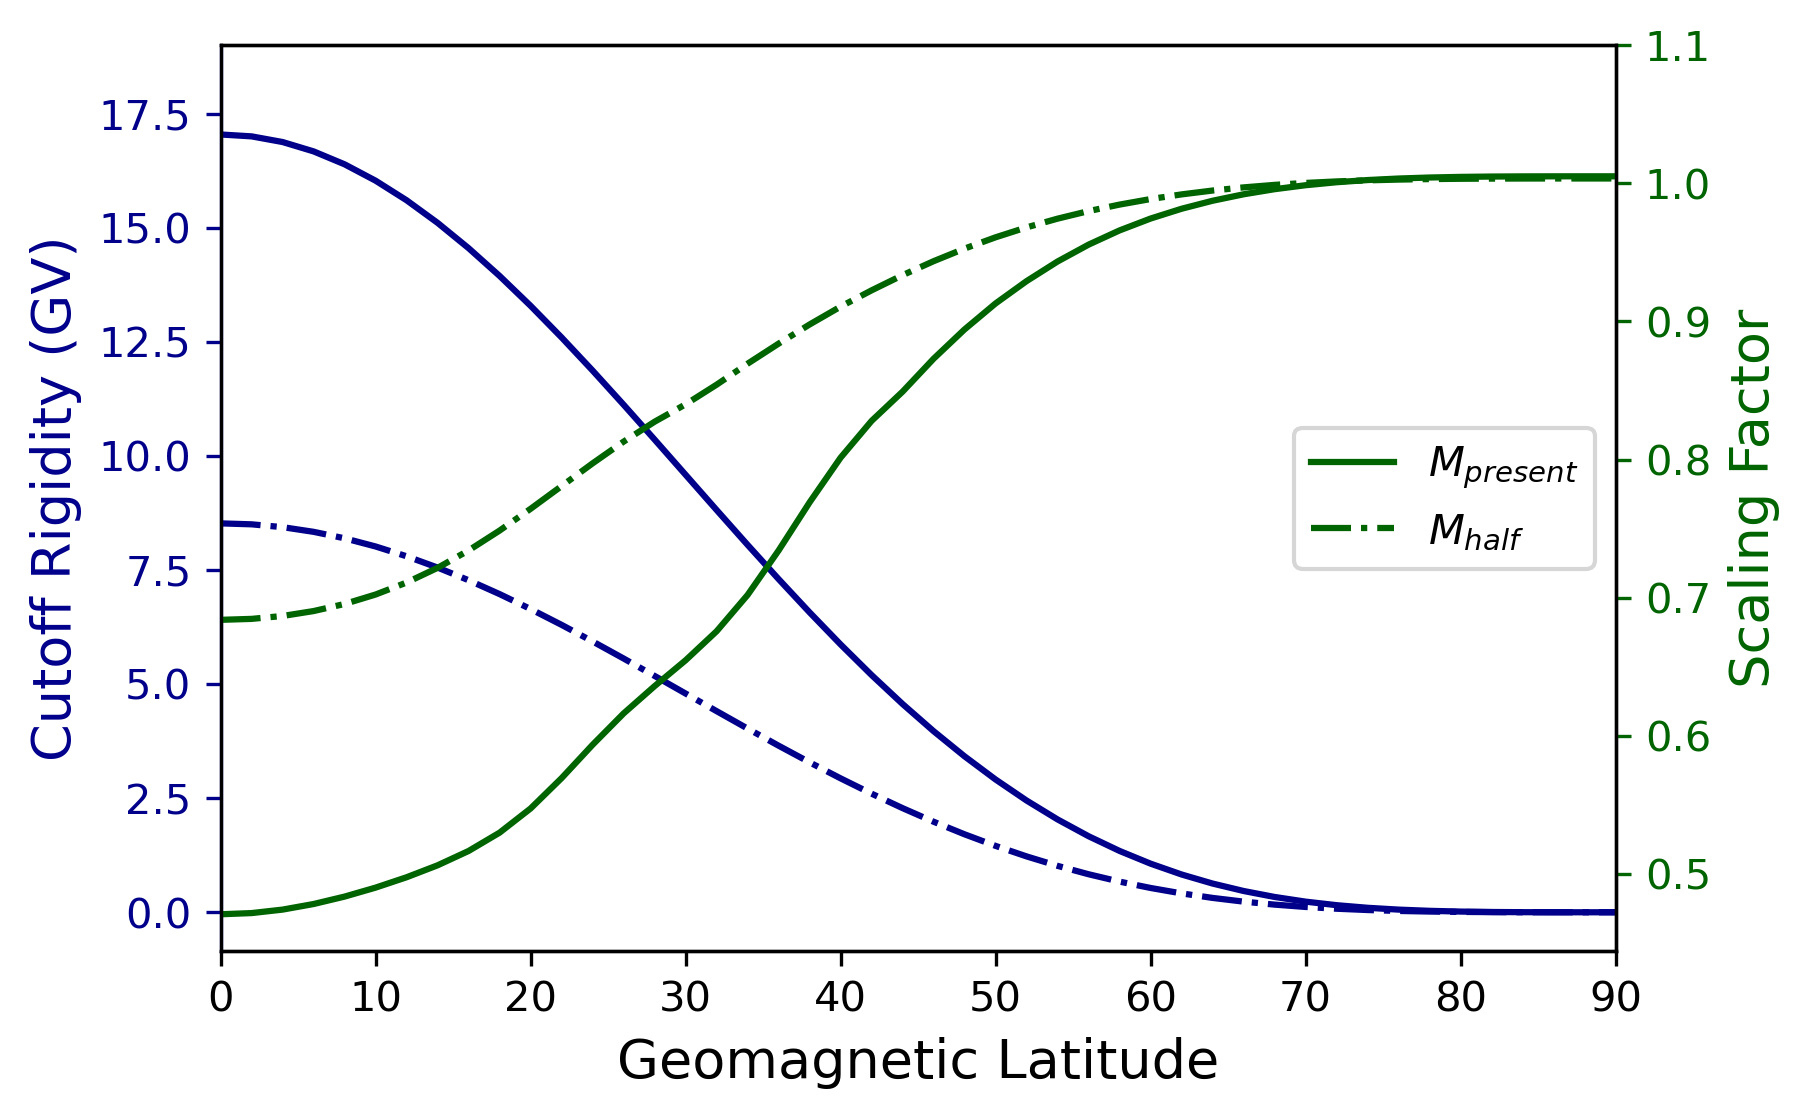 Cutoff Rigidity (GV)
17.5
15.0
12.5
10.0
7.5
5.0
2.5
0.0
0 10 20 30 40 50 60 70 80 90
Geomagnetic Latitude
M_present
M_half
1.1
1.0
0.9
0.8
0.7
0.6
0.5
Scaling Factor